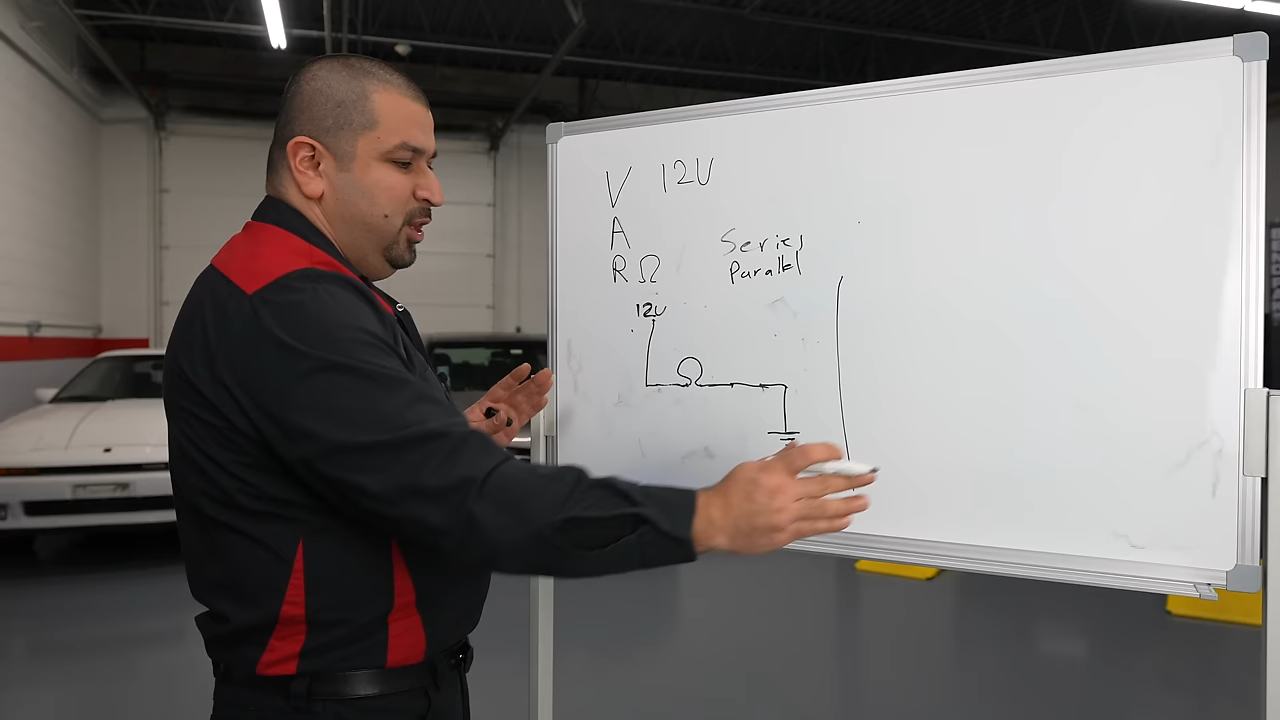 V 12V
A
R Ω
Series
Parallel
12V
Ω